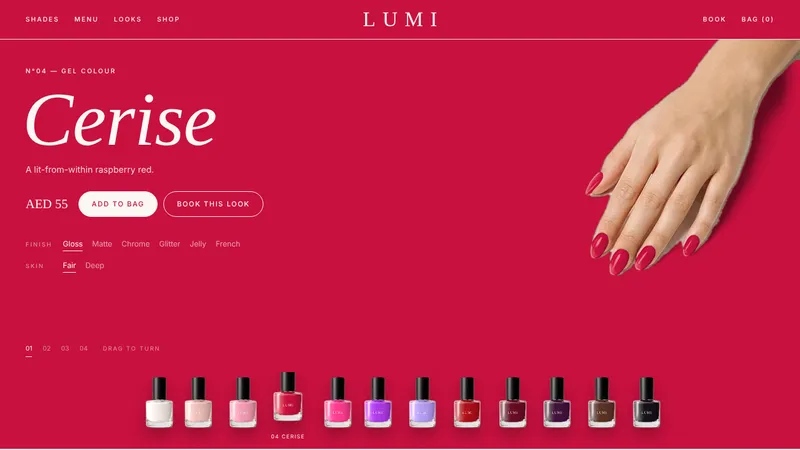 SHADES MENU LOOKS SHOP
LUMI
BOOK BAG (0)
N°04 — GEL COLOUR
Cerise
A lit-from-within raspberry red.
AED 55 ADD TO BAG BOOK THIS LOOK
FINISH Gloss Matte Chrome Glitter Jelly French
SKIN Fair Deep
01 02 03 04 DRAG TO TURN
04 CERISE